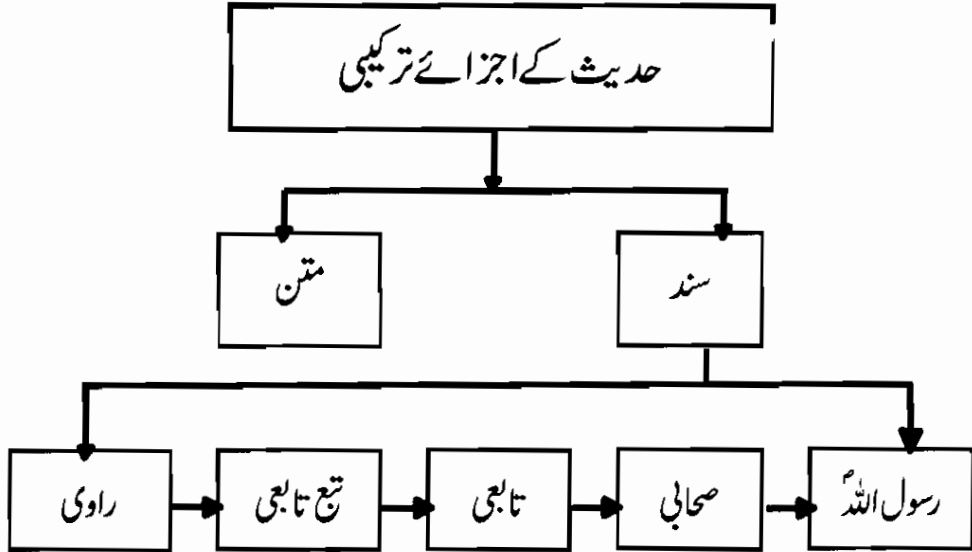 حدیث کے اجزائے ترکیبی
سند
متن
رسول اللہؐ
صحابی
تابعی
تبع تابعی
راوی